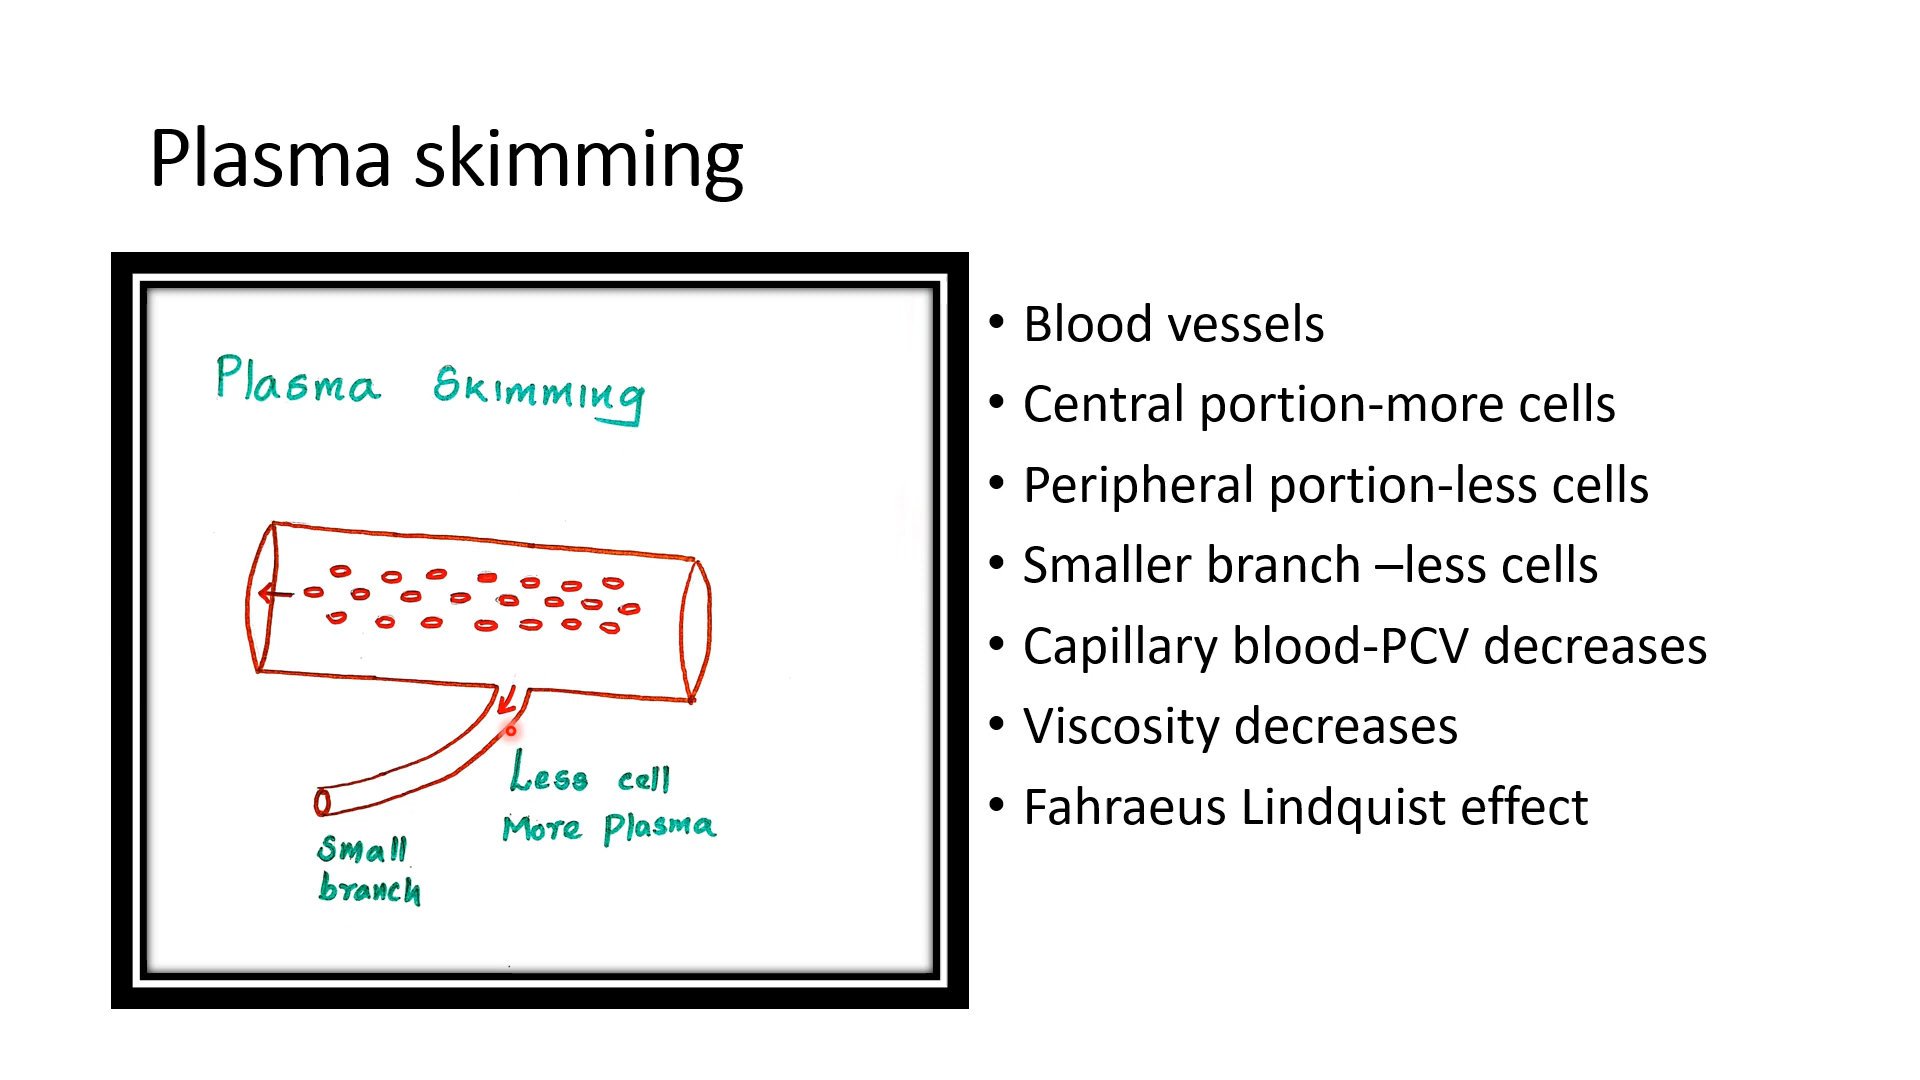 Plasma skimming
Plasma Skimming
Less cell
More Plasma
Small
branch
• Blood vessels
• Central portion-more cells
• Peripheral portion-less cells
• Smaller branch –less cells
• Capillary blood-PCV decreases
• Viscosity decreases
• Fahraeus Lindquist effect